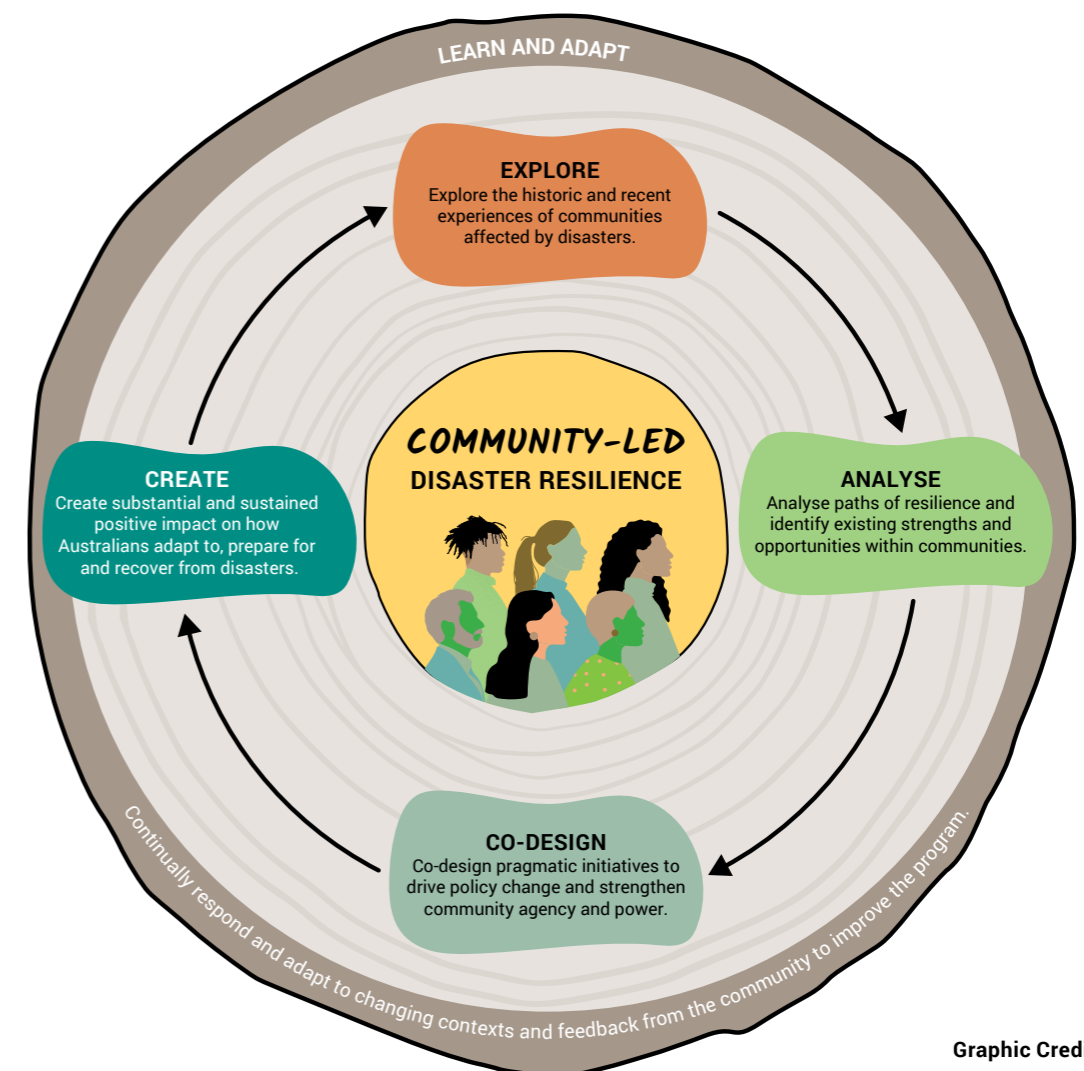 LEARN AND ADAPT
EXPLORE
Explore the historic and recent
experiences of communities
affected by disasters.
COMMUNITY-LED
DISASTER RESILIENCE
CREATE
Create substantial and sustained
positive impact on how
Australians adapt to, prepare for
and recover from disasters.
ANALYSE
Analyse paths of resilience and
identify existing strengths and
opportunities within communities.
CO-DESIGN
Co-design pragmatic initiatives to
drive policy change and strengthen
community agency and power.
Continually respond and adapt to changing contexts and feedback from the community to improve the program.
Graphic Cred